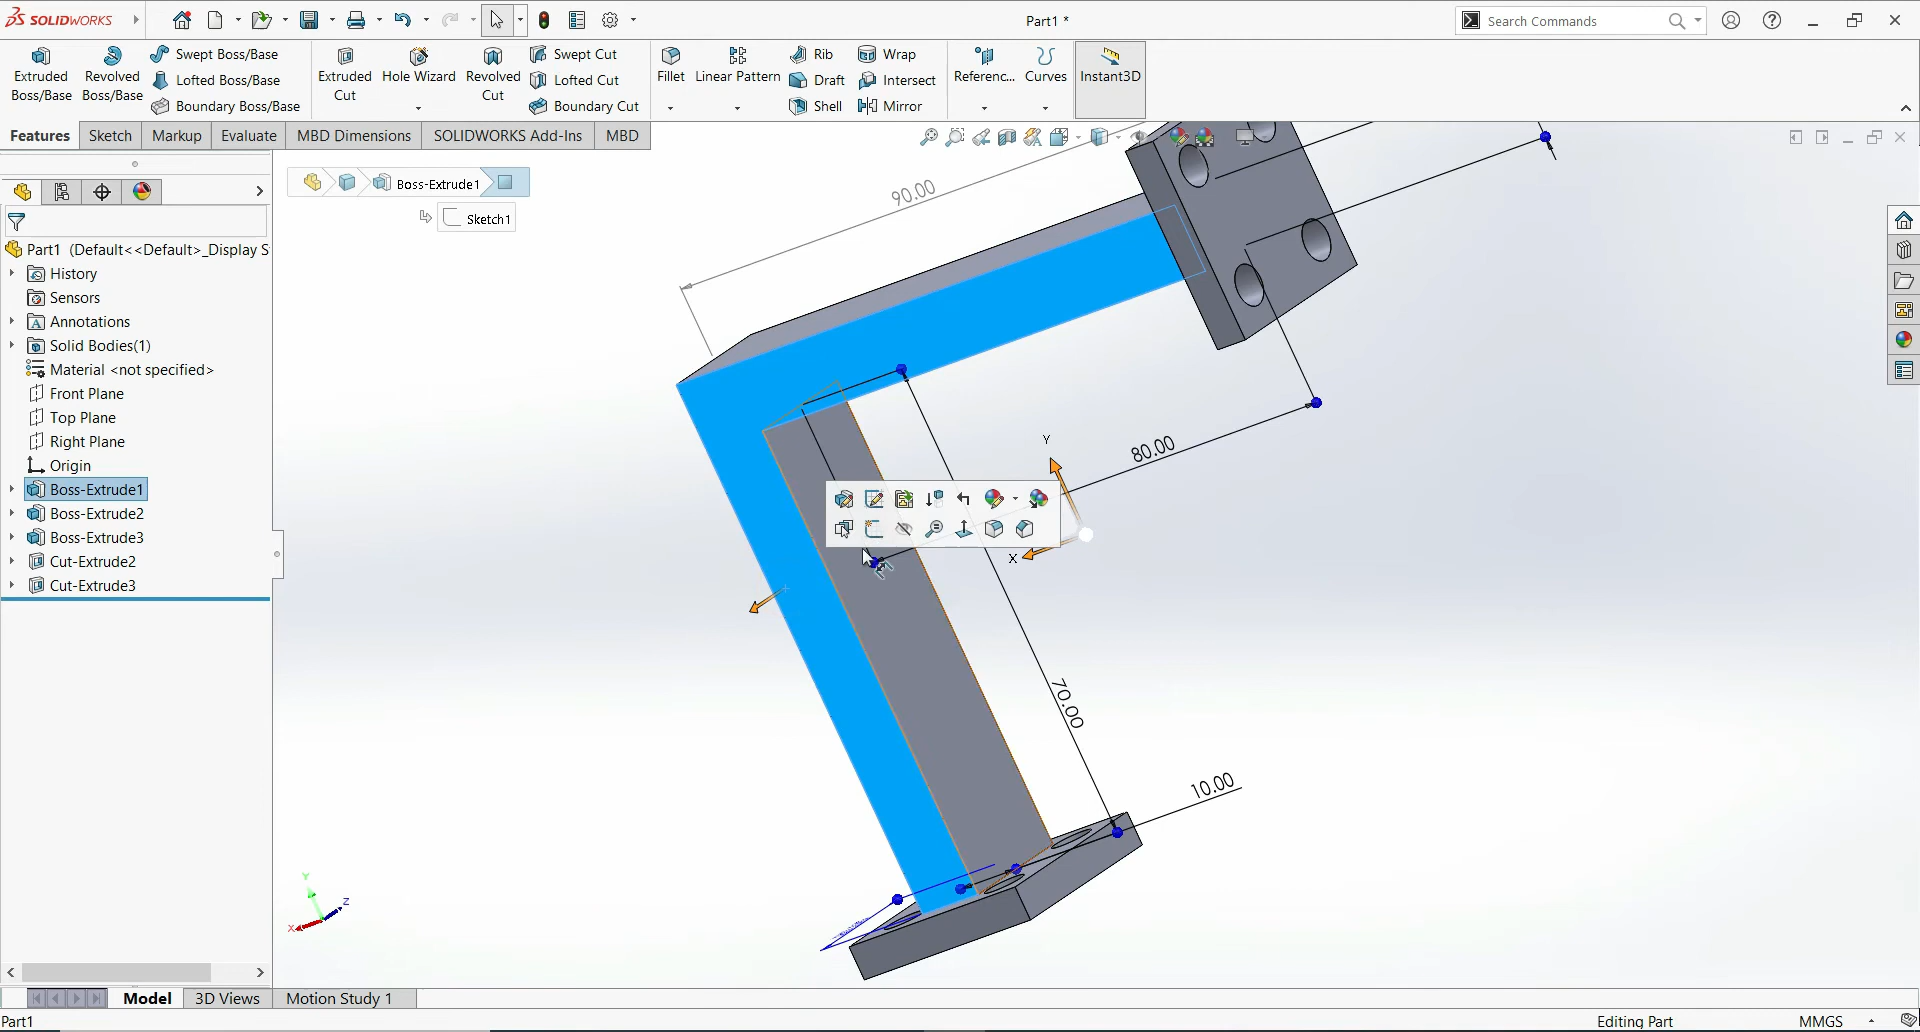 SOLIDWORKS
Part1 *
Search Commands
Extruded Boss/Base
Revolved Boss/Base
Swept Boss/Base
Lofted Boss/Base
Boundary Boss/Base
Extruded Cut
Hole Wizard
Revolved Cut
Swept Cut
Lofted Cut
Boundary Cut
Fillet
Linear Pattern
Rib
Draft
Shell
Wrap
Intersect
Mirror
Referenc...
Curves
Instant3D
Features
Sketch
Markup
Evaluate
MBD Dimensions
SOLIDWORKS Add-Ins
MBD
Boss-Extrude1
Sketch1
Part1 (Default<<Default>_Display S
History
Sensors
Annotations
Solid Bodies(1)
Material <not specified>
Front Plane
Top Plane
Right Plane
Origin
Boss-Extrude1
Boss-Extrude2
Boss-Extrude3
Cut-Extrude2
Cut-Extrude3
90.00
80.00
Y
X
70.00
10.00
Y
Z
X
Model
3D Views
Motion Study 1
Part1
Editing Part
MMGS